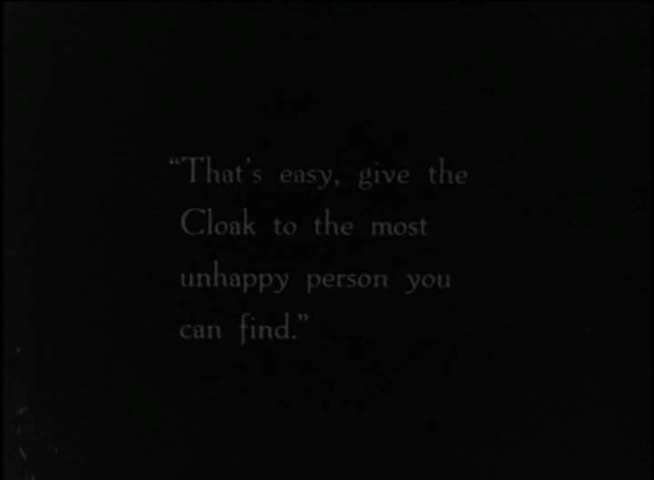 “That's easy, give the
Cloak to the most
unhappy person you
can find.”